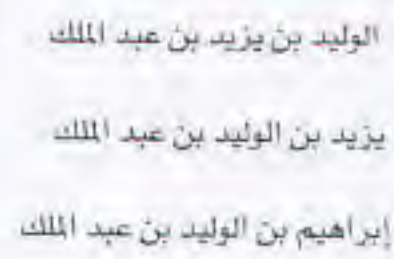 الوليد بن يزيد بن عبد الملك
يزيد بن الوليد بن عبد الملك
إبراهيم بن الوليد بن عبد الملك